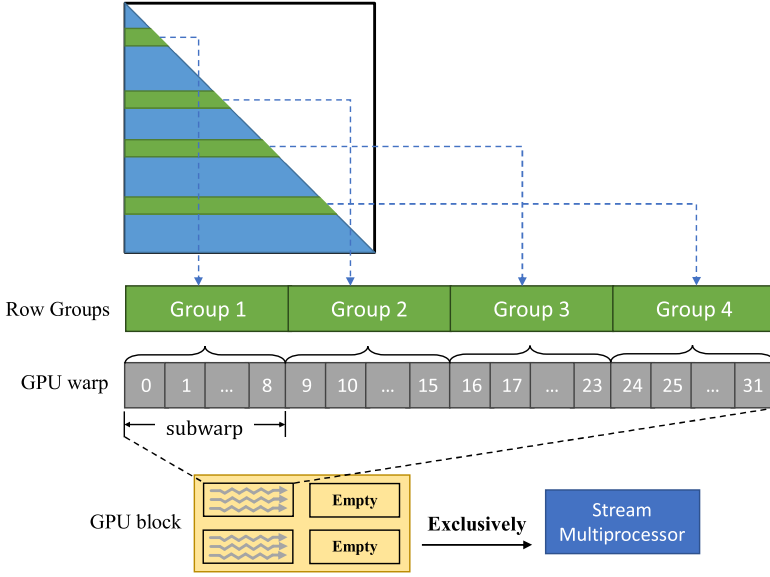 Row Groups Group 1 Group 2 Group 3 Group 4
GPU warp 0 1 ... 8 9 10 ... 15 16 17 ... 23 24 25 ... 31
subwarp
GPU block
Empty
Empty
Exclusively
Stream
Multiprocessor